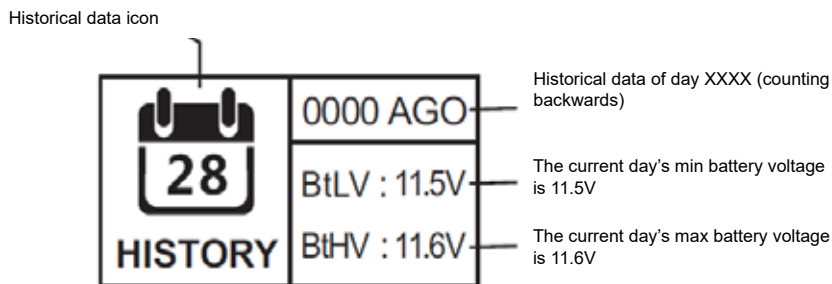 Historical data icon
28
HISTORY
0000 AGO
BtLV : 11.5V
BtHV : 11.6V
Historical data of day XXXX (counting
backwards)
The current day’s min battery voltage
is 11.5V
The current day’s max battery voltage
is 11.6V